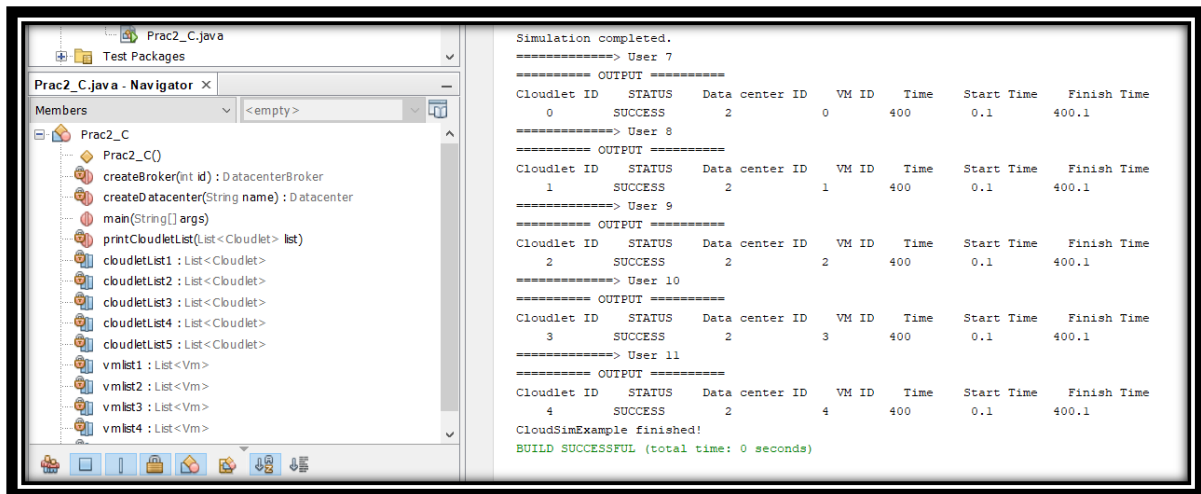 Prac2_C.java
Test Packages
Prac2_C.java - Navigator ×
Members <empty>
Prac2_C
Prac2_C()
createBroker(int id) : DatacenterBroker
createDatacenter(String name) : Datacenter
main(String[] args)
printCloudletList(List<Cloudlet> list)
cloudletList1 : List<Cloudlet>
cloudletList2 : List<Cloudlet>
cloudletList3 : List<Cloudlet>
cloudletList4 : List<Cloudlet>
cloudletList5 : List<Cloudlet>
vmlist1 : List<Vm>
vmlist2 : List<Vm>
vmlist3 : List<Vm>
vmlist4 : List<Vm>
Simulation completed.
=============> User 7
========== OUTPUT ==========
Cloudlet ID STATUS Data center ID VM ID Time Start Time Finish Time
0 SUCCESS 2 0 400 0.1 400.1
=============> User 8
========== OUTPUT ==========
Cloudlet ID STATUS Data center ID VM ID Time Start Time Finish Time
1 SUCCESS 2 1 400 0.1 400.1
=============> User 9
========== OUTPUT ==========
Cloudlet ID STATUS Data center ID VM ID Time Start Time Finish Time
2 SUCCESS 2 2 400 0.1 400.1
=============> User 10
========== OUTPUT ==========
Cloudlet ID STATUS Data center ID VM ID Time Start Time Finish Time
3 SUCCESS 2 3 400 0.1 400.1
=============> User 11
========== OUTPUT ==========
Cloudlet ID STATUS Data center ID VM ID Time Start Time Finish Time
4 SUCCESS 2 4 400 0.1 400.1
CloudSimExample finished!
BUILD SUCCESSFUL (total time: 0 seconds)